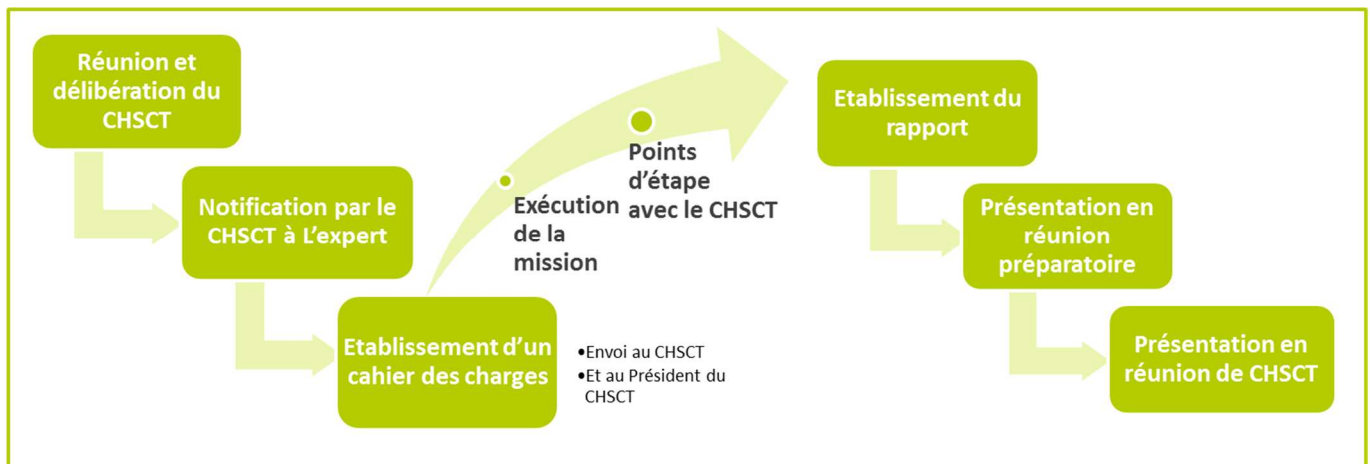 Réunion et
délibération du
CHSCT
Notification par le
CHSCT à L'expert
Etablissement d'un
cahier des charges
•Envoi au CHSCT
•Et au Président du
CHSCT
Exécution
de la
mission
Points
d'étape
avec le CHSCT
Etablissement du
rapport
Présentation en
réunion
préparatoire
Présentation en
réunion de CHSCT